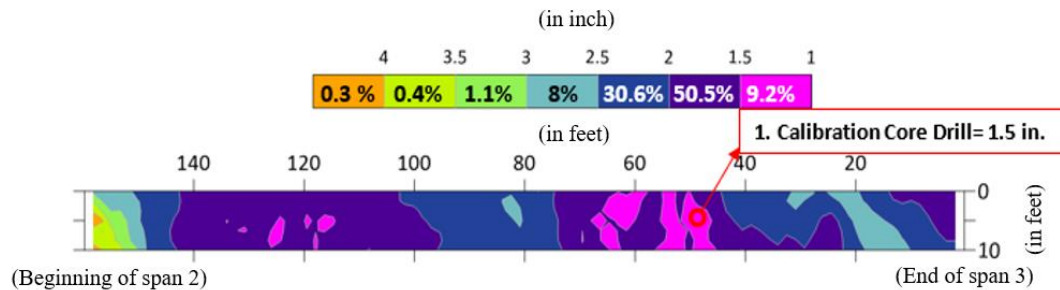 (in inch)
4 3.5 3 2.5 2 1.5 1
0.3 % 0.4% 1.1% 8% 30.6% 50.5% 9.2%
(in feet)
1. Calibration Core Drill= 1.5 in.
140 120 100 80 60 40 20
0
10
(in feet)
(Beginning of span 2)
(End of span 3)